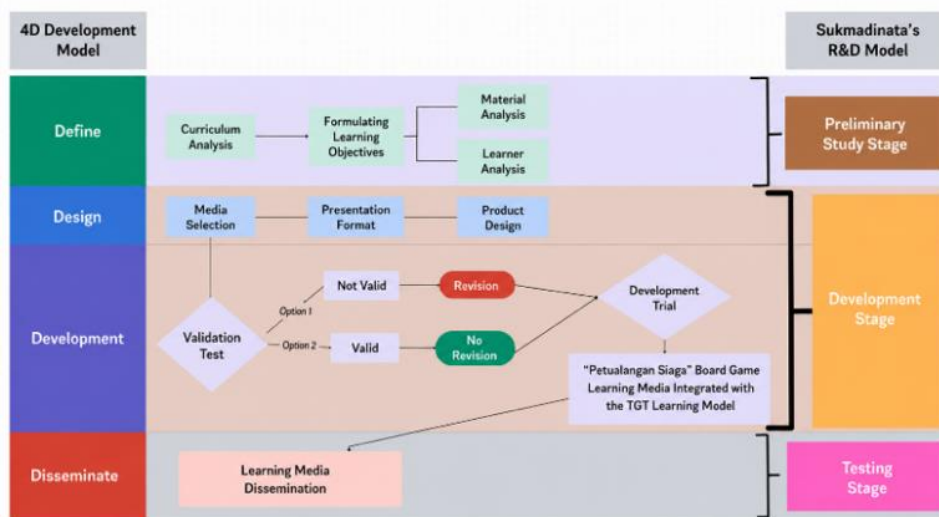 4D Development
Model
Sukmadinata's
R&D Model
Define
Curriculum
Analysis
Formulating
Learning
Objectives
Material
Analysis
Learner
Analysis
Preliminary
Study Stage
Design
Media
Selection
Presentation
Format
Product
Design
Development
Validation
Test
Option 1
Not Valid
Revision
Option 2
Valid
No
Revision
Development
Trial
"Petualangan Siaga" Board Game
Learning Media Integrated with
the TGT Learning Model
Development
Stage
Disseminate
Learning Media
Dissemination
Testing
Stage